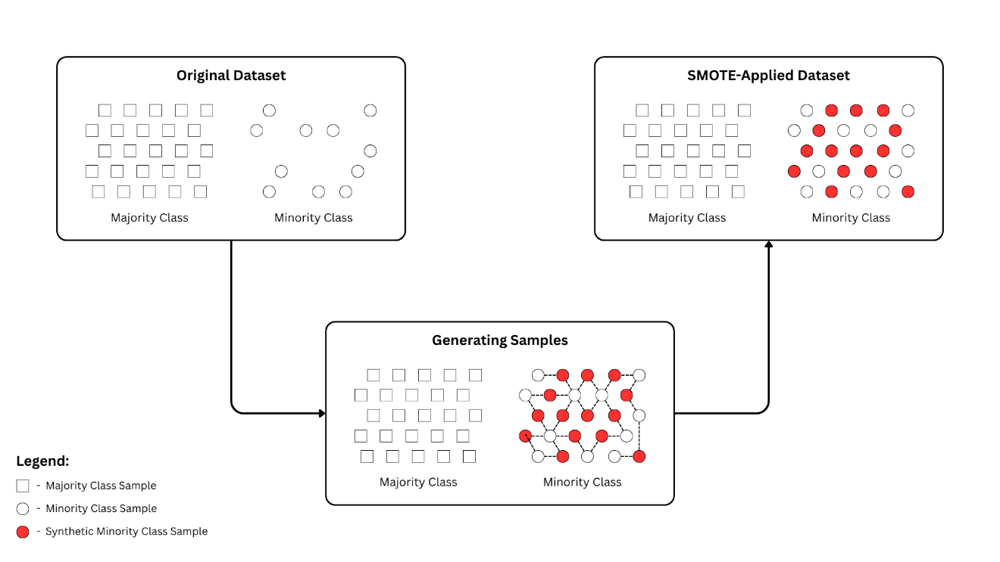 Original Dataset
Majority Class
Minority Class
SMOTE-Applied Dataset
Majority Class
Minority Class
Generating Samples
Majority Class
Minority Class
Legend:
- Majority Class Sample
- Minority Class Sample
- Synthetic Minority Class Sample